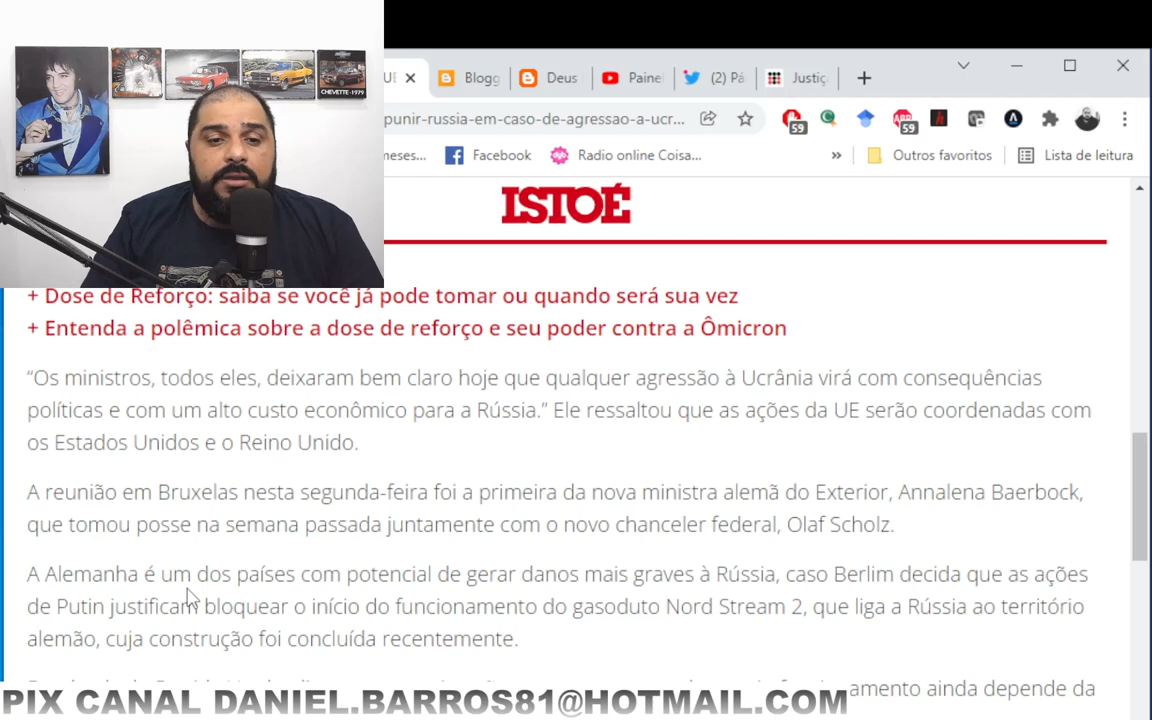 CHEVETTE-1979
UE
Blogg
Deus
Paine
(2) Pá
Justiç
punir-russia-em-caso-de-agressao-a-ucr...
59
59
meses...
Facebook
Radio online Coisa...
»
Outros favoritos
Lista de leitura
ISTOÉ
+ Dose de Reforço: saiba se você já pode tomar ou quando será sua vez
+ Entenda a polêmica sobre a dose de reforço e seu poder contra a Ômicron
“Os ministros, todos eles, deixaram bem claro hoje que qualquer agressão à Ucrânia virá com consequências
políticas e com um alto custo econômico para a Rússia.” Ele ressaltou que as ações da UE serão coordenadas com
os Estados Unidos e o Reino Unido.
A reunião em Bruxelas nesta segunda-feira foi a primeira da nova ministra alemã do Exterior, Annalena Baerbock,
que tomou posse na semana passada juntamente com o novo chanceler federal, Olaf Scholz.
A Alemanha é um dos países com potencial de gerar danos mais graves à Rússia, caso Berlim decida que as ações
de Putin justificam bloquear o início do funcionamento do gasoduto Nord Stream 2, que liga a Rússia ao território
alemão, cuja construção foi concluída recentemente.
amento ainda depende da
PIX CANAL DANIEL.BARROS81@HOTMAIL.COM